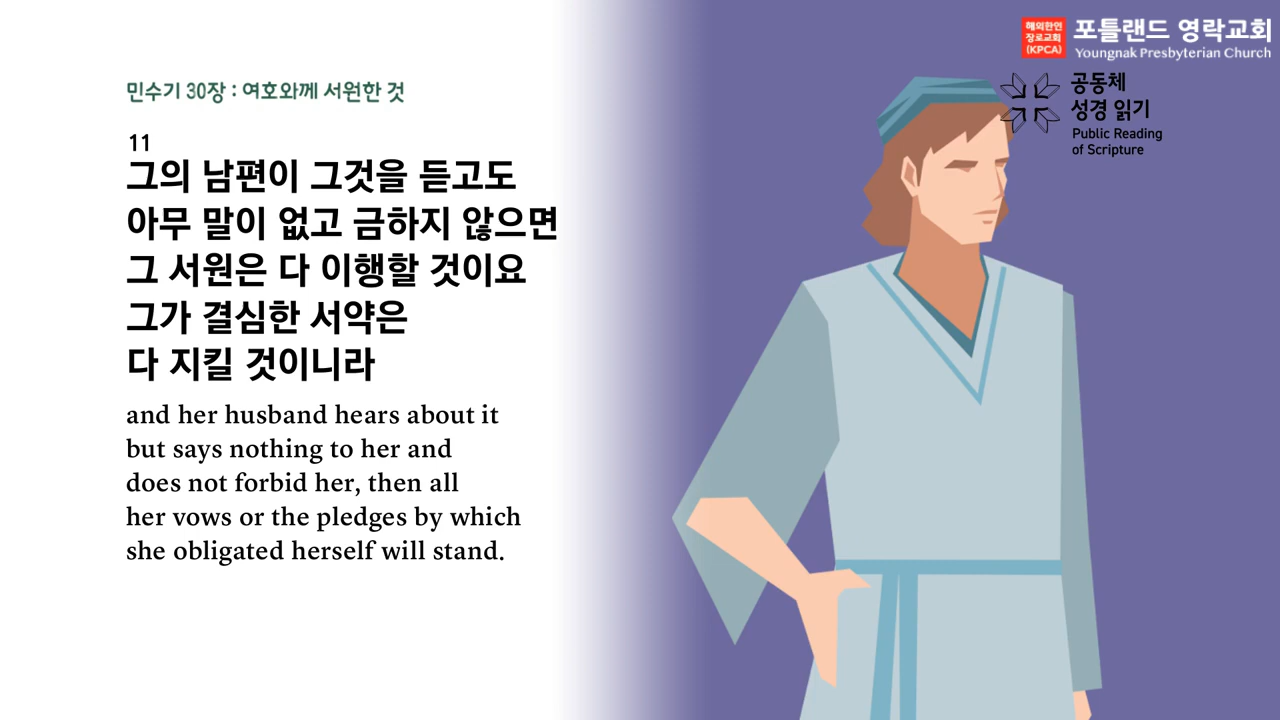 해외한인
장로교회
(KPCA)
포틀랜드 영락교회
Youngnak Presbyterian Church
공동체
성경 읽기
Public Reading
of Scripture
민수기 30장 : 여호와께 서원한 것
11
그의 남편이 그것을 듣고도
아무 말이 없고 금하지 않으면
그 서원은 다 이행할 것이요
그가 결심한 서약은
다 지킬 것이니라
and her husband hears about it
but says nothing to her and
does not forbid her, then all
her vows or the pledges by which
she obligated herself will stand.